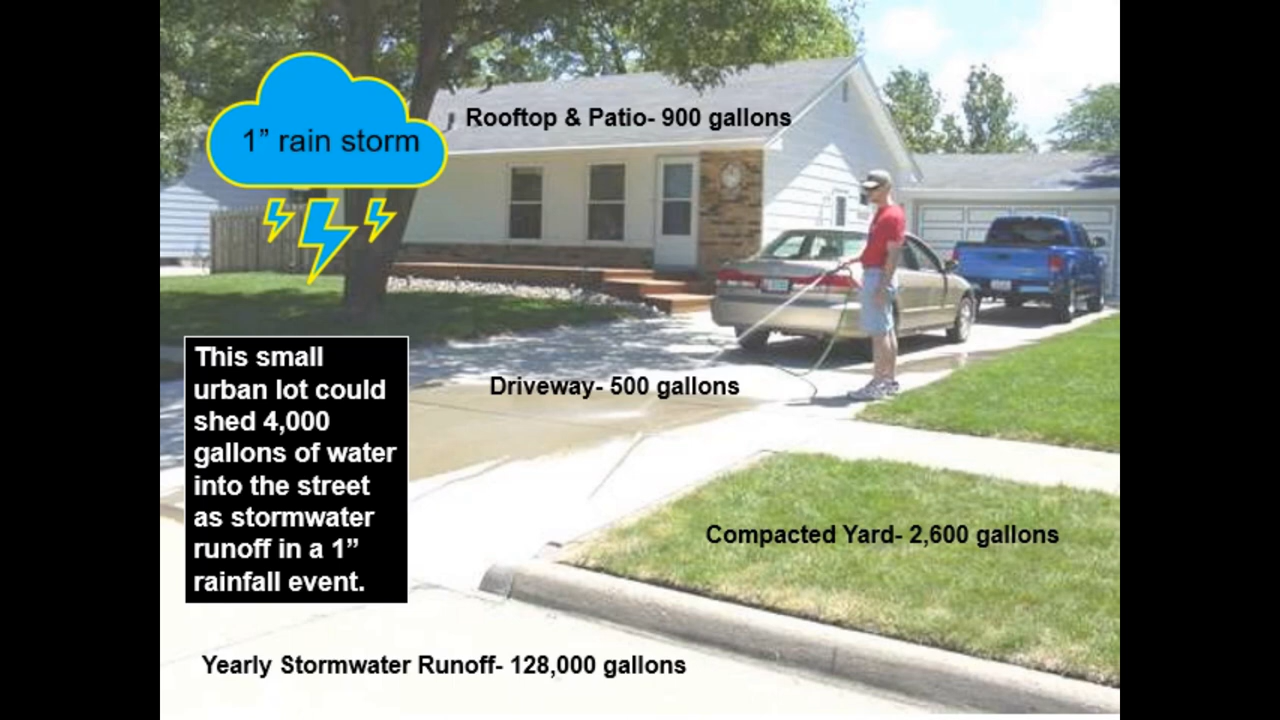 1” rain storm
Rooftop & Patio- 900 gallons
Driveway- 500 gallons
This small
urban lot could
shed 4,000
gallons of water
into the street
as stormwater
runoff in a 1”
rainfall event.
Compacted Yard- 2,600 gallons
Yearly Stormwater Runoff- 128,000 gallons